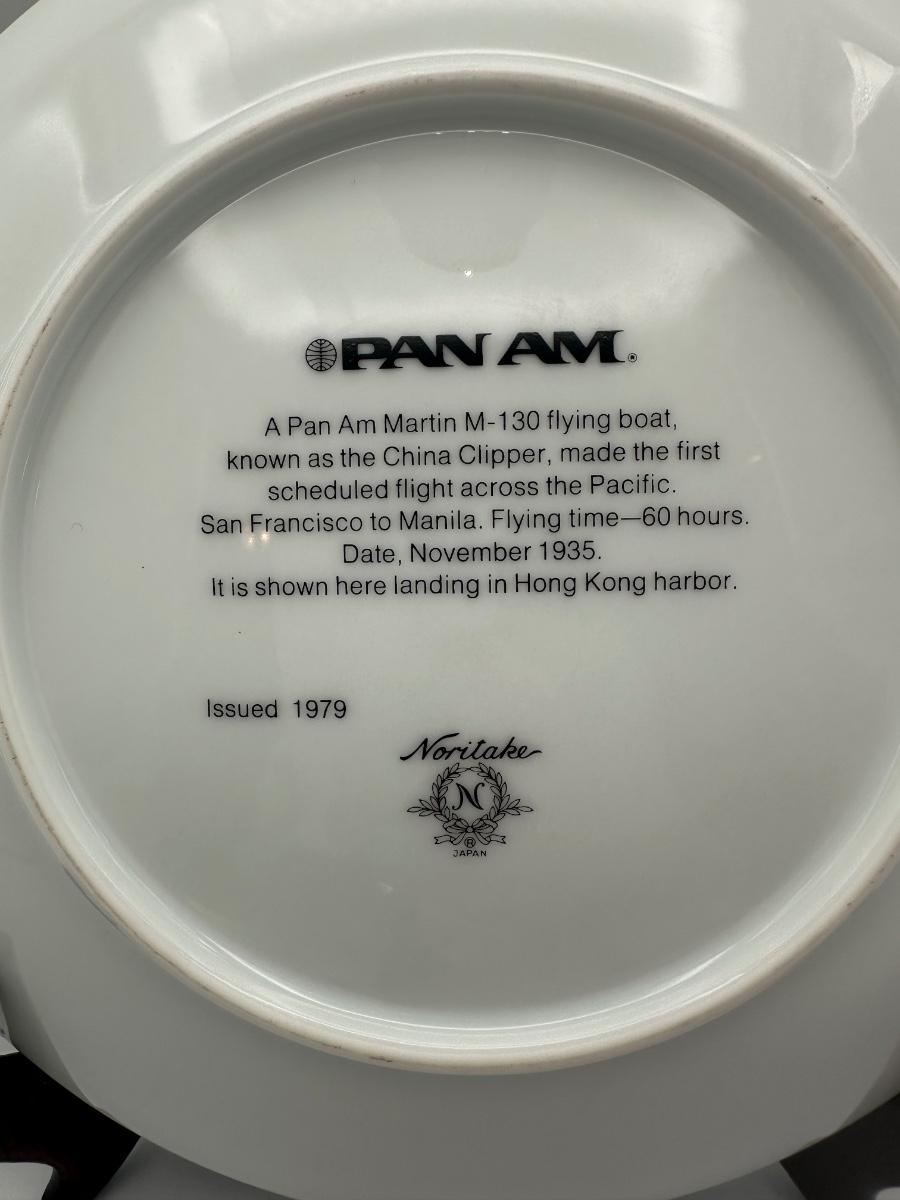 PAN AM®
A Pan Am Martin M-130 flying boat,
known as the China Clipper, made the first
scheduled flight across the Pacific.
San Francisco to Manila. Flying time—60 hours.
Date, November 1935.
It is shown here landing in Hong Kong harbor.
Issued 1979
Noritake
N
®
JAPAN